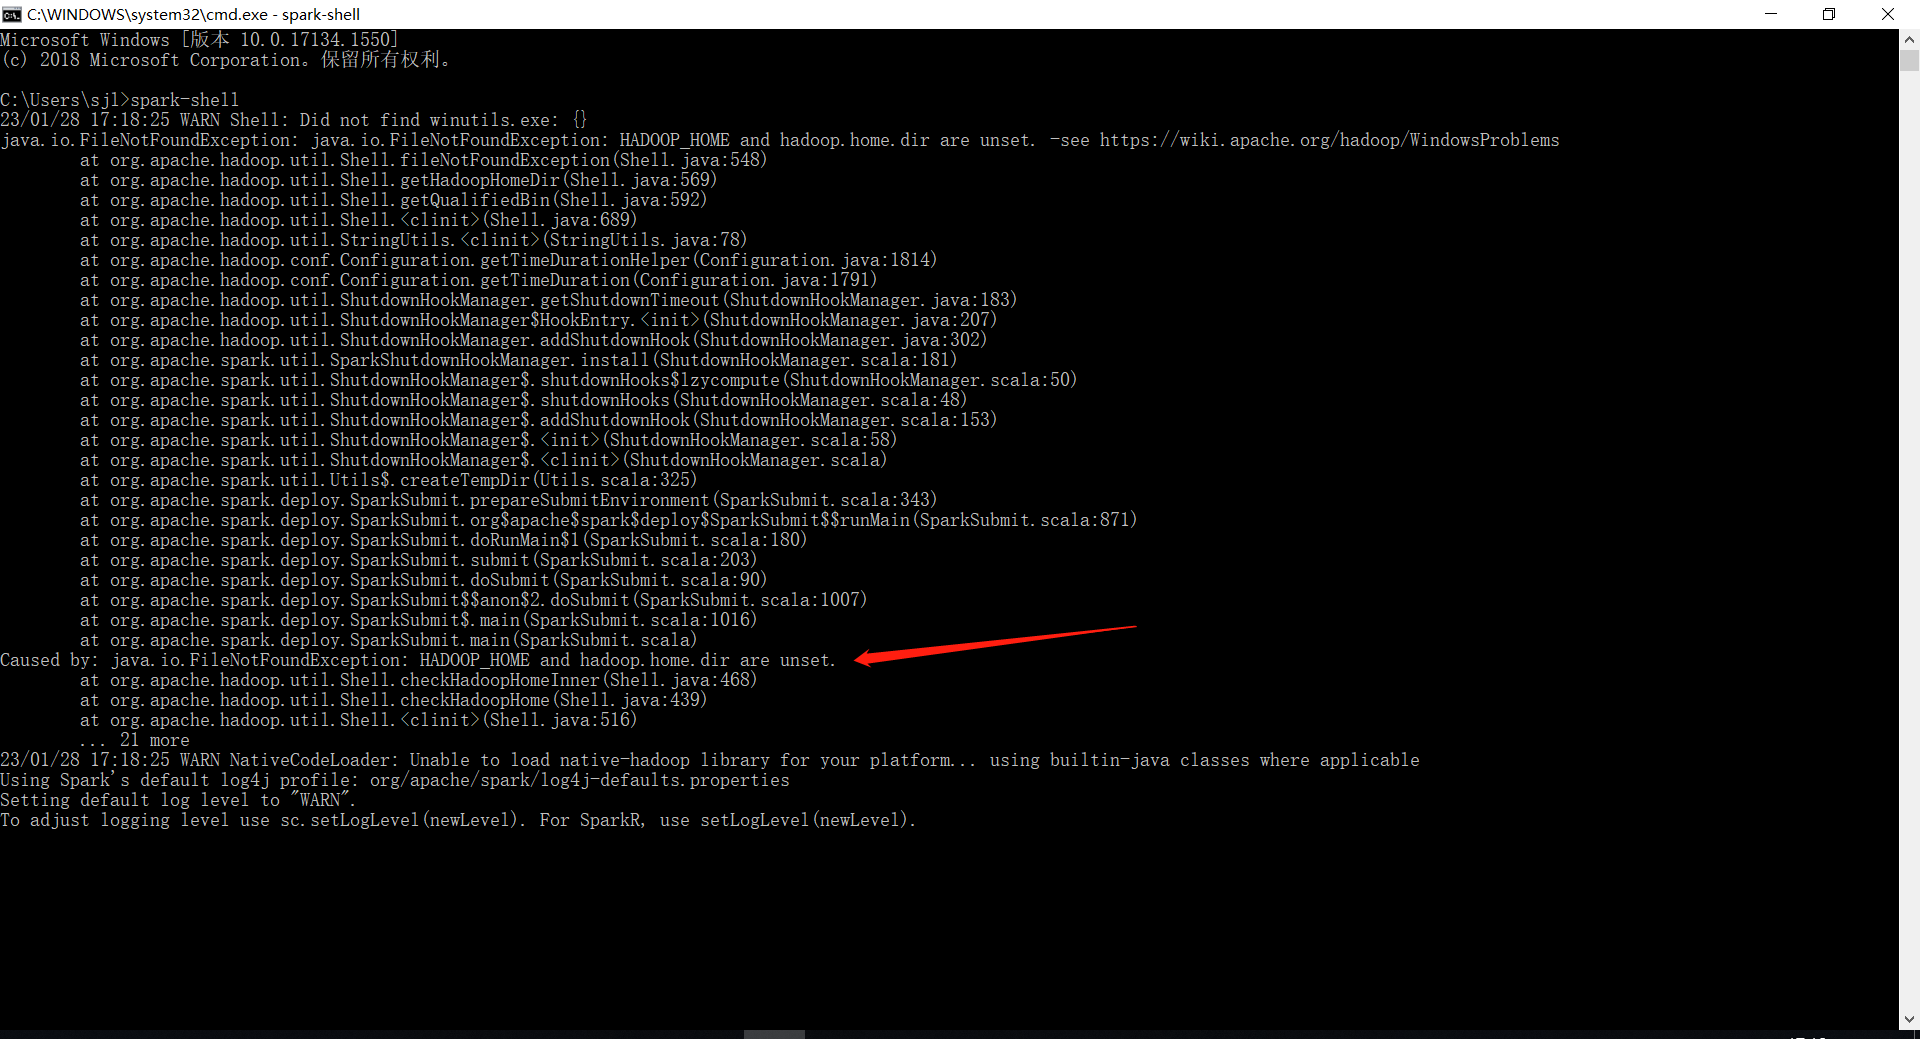 C:\WINDOWS\system32\cmd.exe - spark-shell
Microsoft Windows [版本 10.0.17134.1550]
(c) 2018 Microsoft Corporation。保留所有权利。
C:\Users\sjl>spark-shell
23/01/28 17:18:25 WARN Shell: Did not find winutils.exe: {}
java.io.FileNotFoundException: java.io.FileNotFoundException: HADOOP_HOME and hadoop.home.dir are unset. -see https://wiki.apache.org/hadoop/WindowsProblems
at org.apache.hadoop.util.Shell.fileNotFoundException(Shell.java:548)
at org.apache.hadoop.util.Shell.getHadoopHomeDir(Shell.java:569)
at org.apache.hadoop.util.Shell.getQualifiedBin(Shell.java:592)
at org.apache.hadoop.util.Shell.<clinit>(Shell.java:689)
at org.apache.hadoop.util.StringUtils.<clinit>(StringUtils.java:78)
at org.apache.hadoop.conf.Configuration.getTimeDurationHelper(Configuration.java:1814)
at org.apache.hadoop.conf.Configuration.getTimeDuration(Configuration.java:1791)
at org.apache.hadoop.util.ShutdownHookManager.getShutdownTimeout(ShutdownHookManager.java:183)
at org.apache.hadoop.util.ShutdownHookManager$HookEntry.<init>(ShutdownHookManager.java:207)
at org.apache.hadoop.util.ShutdownHookManager.addShutdownHook(ShutdownHookManager.java:302)
at org.apache.spark.util.SparkShutdownHookManager.install(ShutdownHookManager.scala:181)
at org.apache.spark.util.ShutdownHookManager$.shutdownHooks$lzycompute(ShutdownHookManager.scala:50)
at org.apache.spark.util.ShutdownHookManager$.shutdownHooks(ShutdownHookManager.scala:48)
at org.apache.spark.util.ShutdownHookManager$.addShutdownHook(ShutdownHookManager.scala:153)
at org.apache.spark.util.ShutdownHookManager$.<init>(ShutdownHookManager.scala:58)
at org.apache.spark.util.ShutdownHookManager$.<clinit>(ShutdownHookManager.scala)
at org.apache.spark.util.Utils$.createTempDir(Utils.scala:325)
at org.apache.spark.deploy.SparkSubmit.prepareSubmitEnvironment(SparkSubmit.scala:343)
at org.apache.spark.deploy.SparkSubmit.org$apache$spark$deploy$SparkSubmit$$runMain(SparkSubmit.scala:871)
at org.apache.spark.deploy.SparkSubmit.doRunMain$1(SparkSubmit.scala:180)
at org.apache.spark.deploy.SparkSubmit.submit(SparkSubmit.scala:203)
at org.apache.spark.deploy.SparkSubmit.doSubmit(SparkSubmit.scala:90)
at org.apache.spark.deploy.SparkSubmit$$anon$2.doSubmit(SparkSubmit.scala:1007)
at org.apache.spark.deploy.SparkSubmit$.main(SparkSubmit.scala:1016)
at org.apache.spark.deploy.SparkSubmit.main(SparkSubmit.scala)
Caused by: java.io.FileNotFoundException: HADOOP_HOME and hadoop.home.dir are unset.
at org.apache.hadoop.util.Shell.checkHadoopHomeInner(Shell.java:468)
at org.apache.hadoop.util.Shell.checkHadoopHome(Shell.java:439)
at org.apache.hadoop.util.Shell.<clinit>(Shell.java:516)
... 21 more
23/01/28 17:18:25 WARN NativeCodeLoader: Unable to load native-hadoop library for your platform... using builtin-java classes where applicable
Using Spark's default log4j profile: org/apache/spark/log4j-defaults.properties
Setting default log level to "WARN".
To adjust logging level use sc.setLogLevel(newLevel). For SparkR, use setLogLevel(newLevel).